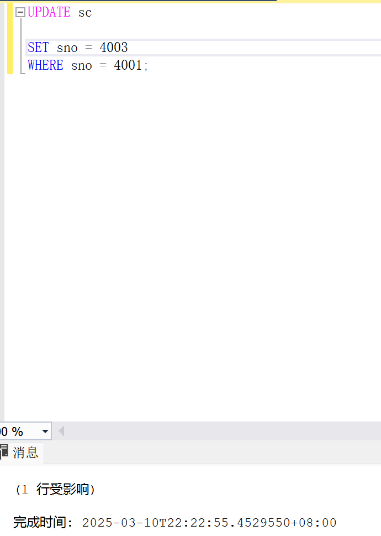 UPDATE sc
SET sno = 4003
WHERE sno = 4001;
0 %
消息
(1 行受影响)
完成时间: 2025-03-10T22:22:55.4529550+08:00